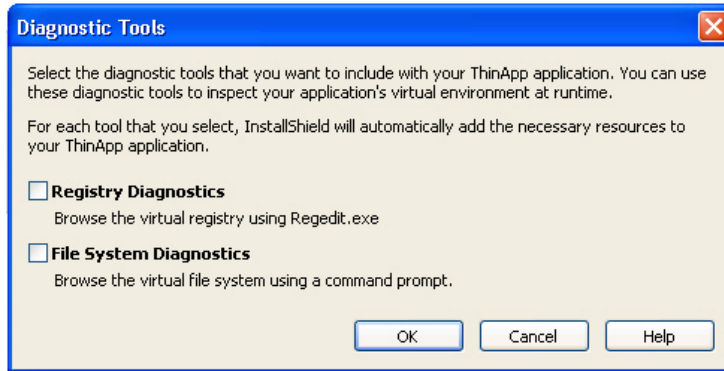 Diagnostic Tools
Select the diagnostic tools that you want to include with your ThinApp application. You can use
these diagnostic tools to inspect your application's virtual environment at runtime.
For each tool that you select, InstallShield will automatically add the necessary resources to
your ThinApp application.
Registry Diagnostics
Browse the virtual registry using Regedit.exe
File System Diagnostics
Browse the virtual file system using a command prompt.
OK Cancel Help